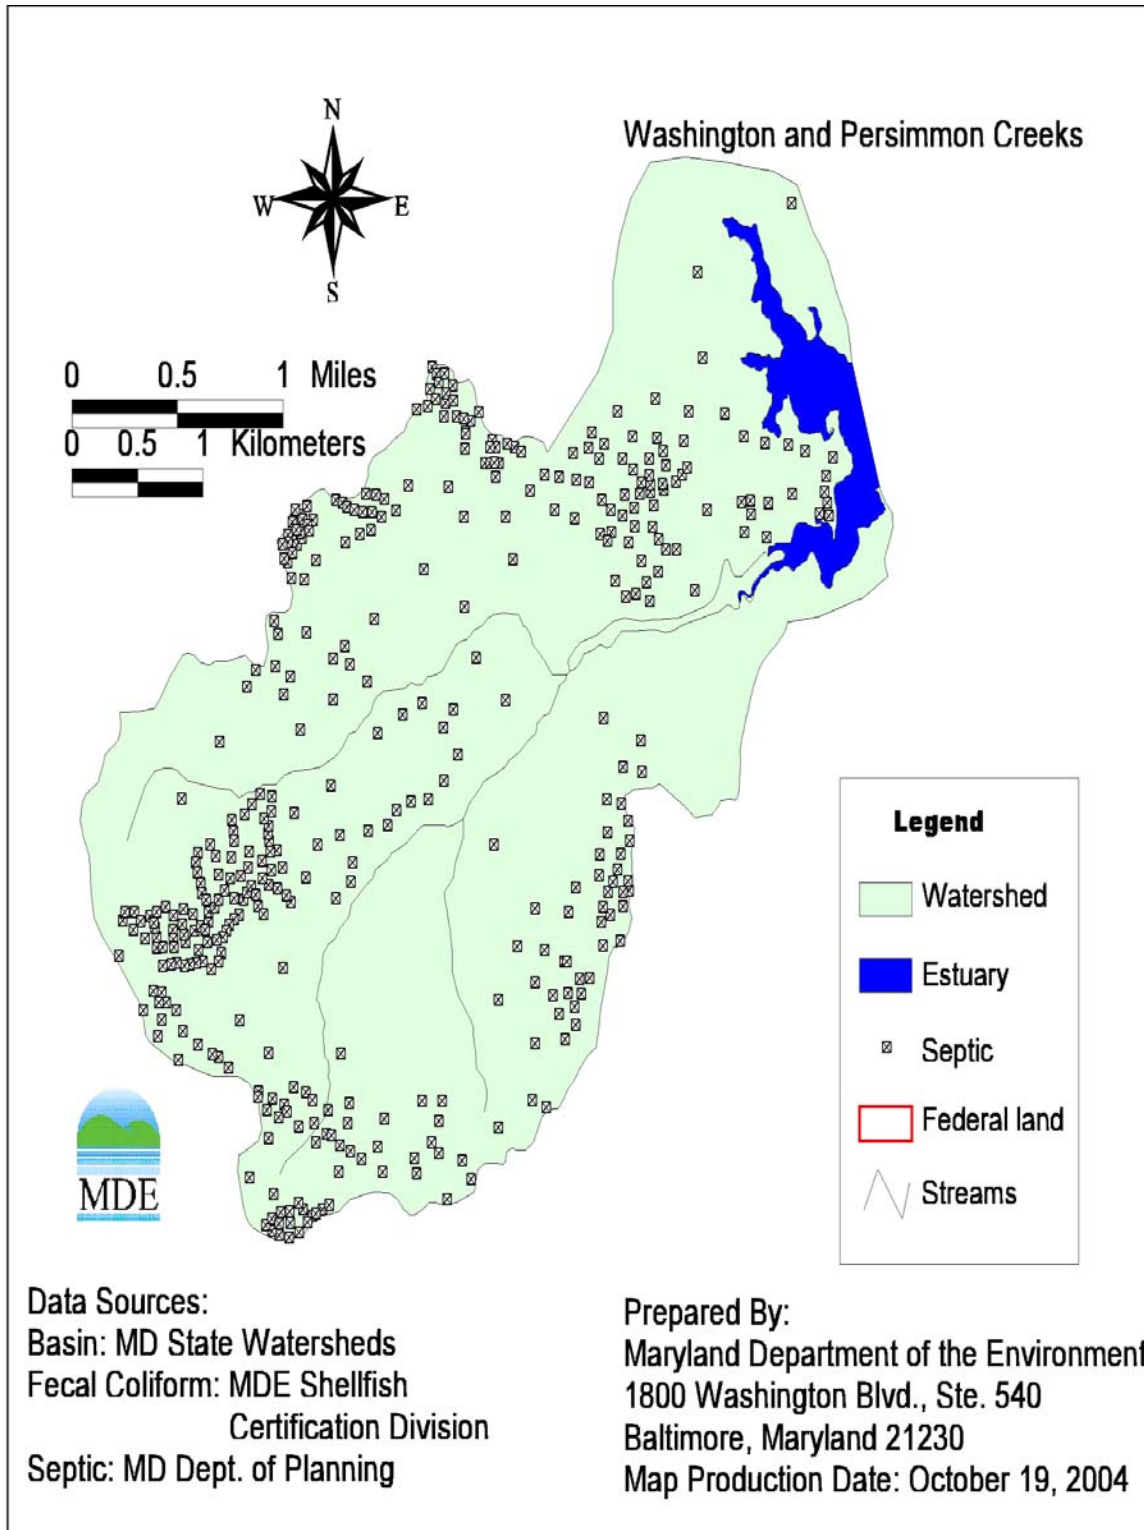 N
Washington and Persimmon Creeks
W E
S
0 0.5 1 Miles
0 0.5 1 Kilometers
Legend
Watershed
Estuary
Septic
Federal land
Streams
MDE
Data Sources:
Basin: MD State Watersheds
Fecal Coliform: MDE Shellfish
Certification Division
Septic: MD Dept. of Planning
Prepared By:
Maryland Department of the Environment
1800 Washington Blvd., Ste. 540
Baltimore, Maryland 21230
Map Production Date: October 19, 2004